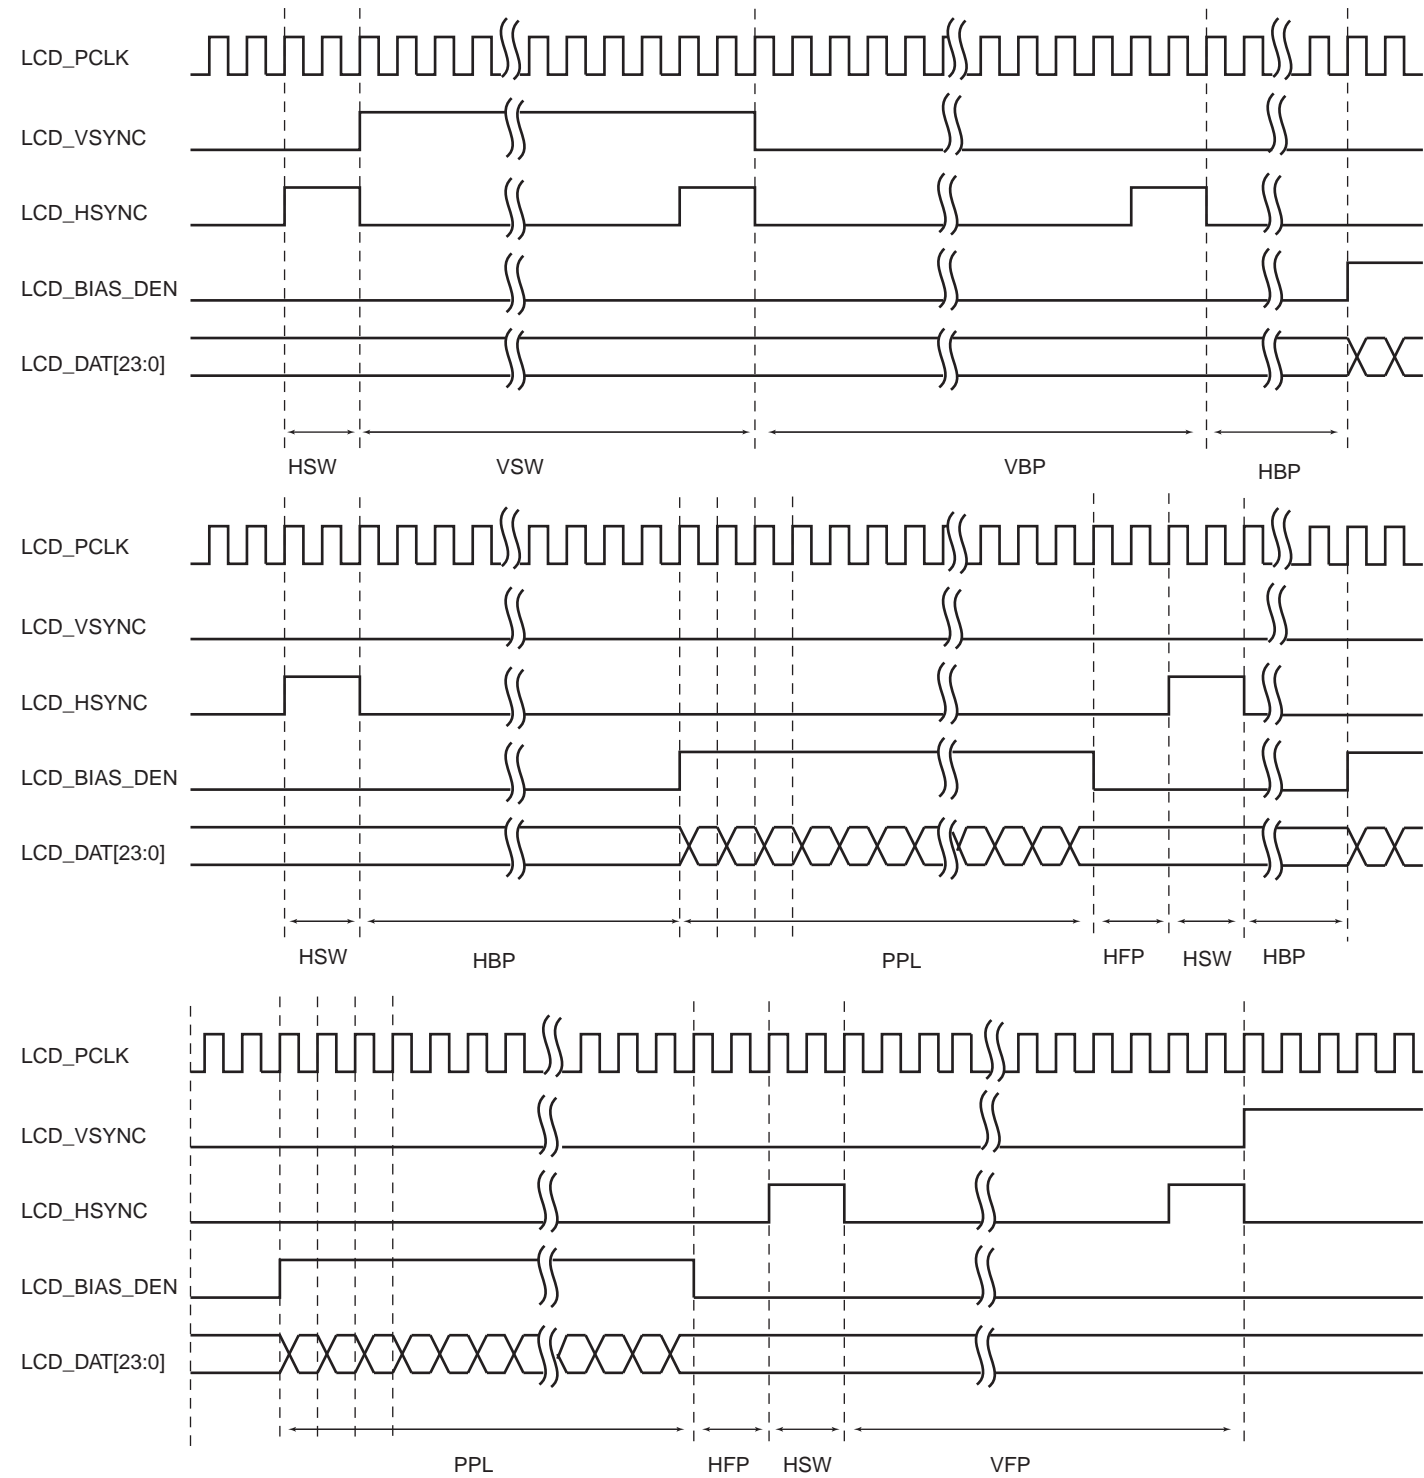 LCD_PCLK
LCD_VSYNC
LCD_HSYNC
LCD_BIAS_DEN
LCD_DAT[23:0]
HSW VSW VBP HBP
LCD_PCLK
LCD_VSYNC
LCD_HSYNC
LCD_BIAS_DEN
LCD_DAT[23:0]
HSW HBP PPL HFP HSW HBP
LCD_PCLK
LCD_VSYNC
LCD_HSYNC
LCD_BIAS_DEN
LCD_DAT[23:0]
PPL HFP HSW VFP